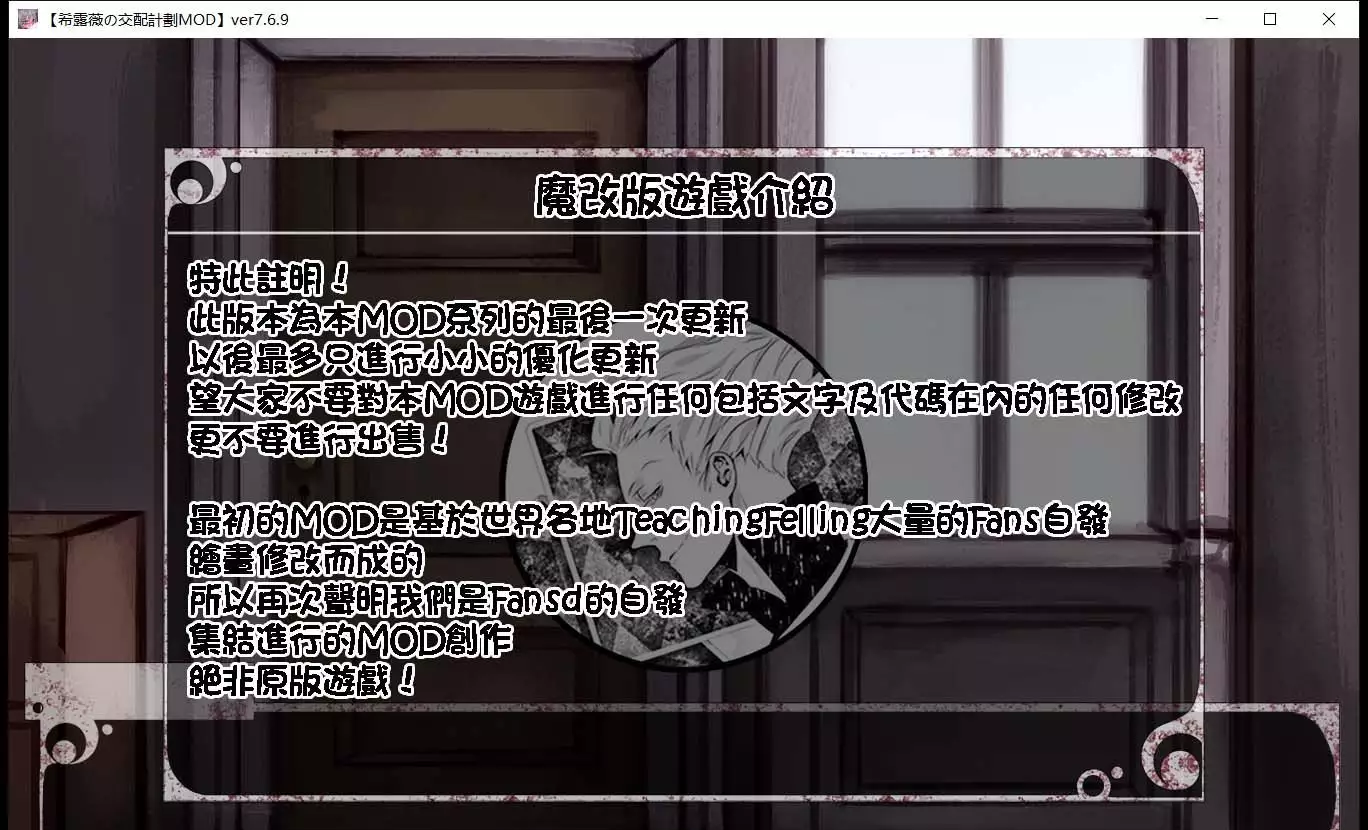 【希露薇の交配計劃MOD】ver7.6.9
魔改版遊戲介紹
特此註明！
此版本為本MOD系列的最後一次更新
以後最多只進行小小的優化更新
望大家不要對本MOD遊戲進行任何包括文字及代碼在內的任何修改
更不要進行出售！
最初的MOD是基於世界各地TeachingFelling大量的Fans自發
繪畫修改而成的
所以再次聲明我們是Fansd的自發
集結進行的MOD創作
絕非原版遊戲！